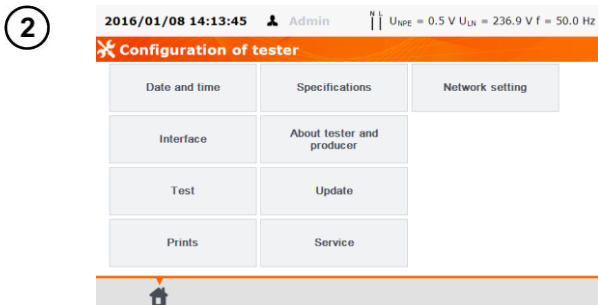 2
2016/01/08 14:13:45 Admin N L UNPE = 0.5 V ULN = 236.9 V f = 50.0 Hz
Configuration of tester
Date and time Specifications Network setting
Interface About tester and
producer
Test Update
Prints Service